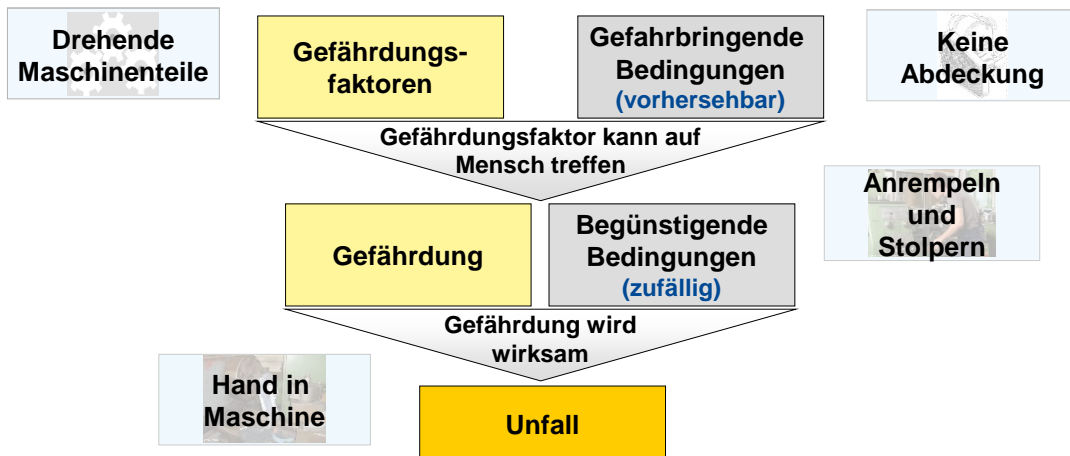 Drehende
Maschinenteile
Gefährdungs-
faktoren
Gefahrbringende
Bedingungen
(vorhersehbar)
Keine
Abdeckung
Gefährdungsfaktor kann auf
Mensch treffen
Anrempeln
und
Stolpern
Gefährdung
Begünstigende
Bedingungen
(zufällig)
Gefährdung wird
wirksam
Hand in
Maschine
Unfall